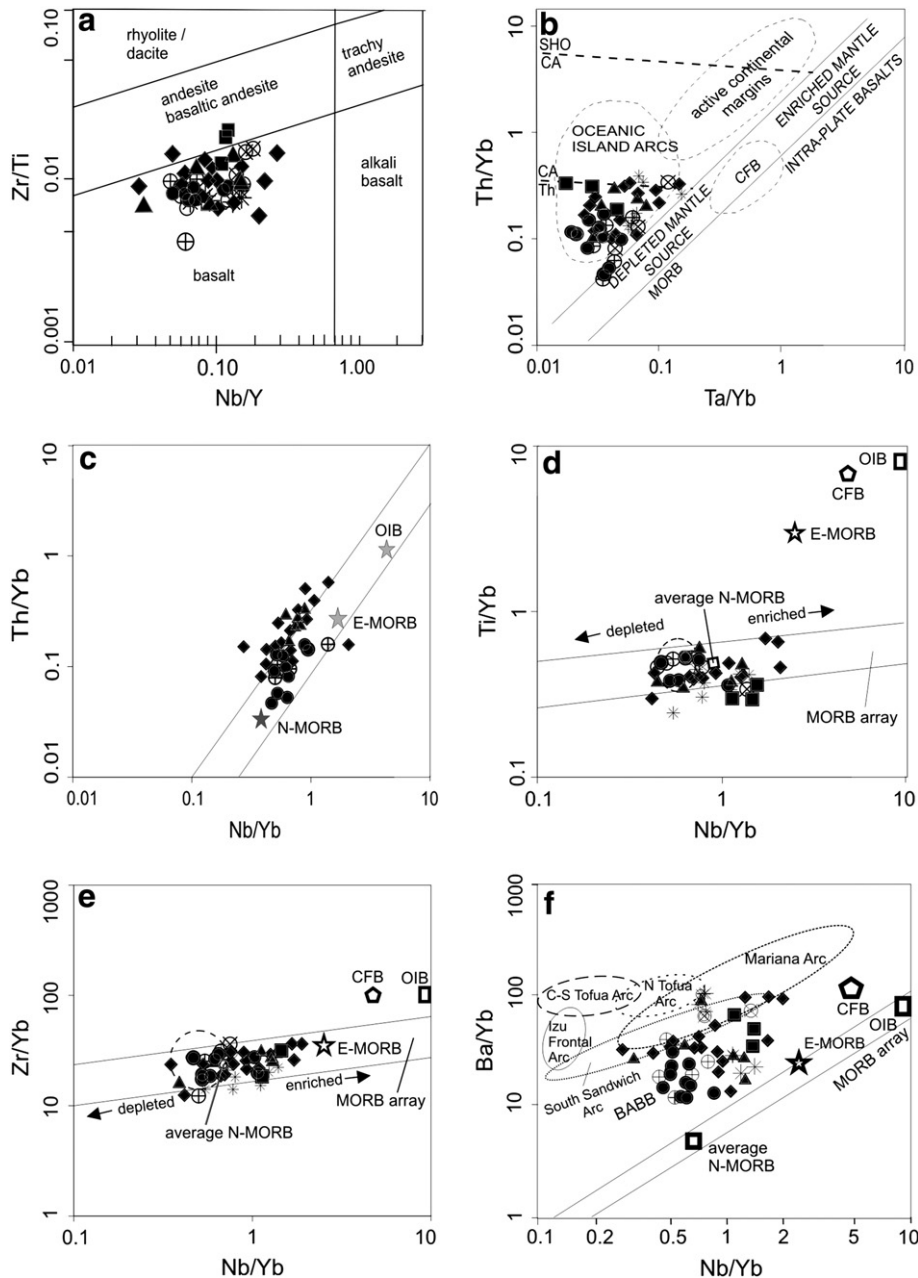 a
0.10
0.01
0.001
Zr/Ti
rhyolite /
dacite
andesite
basaltic andesite
trachy
andesite
alkali
basalt
basalt
0.01
0.10
1.00
Nb/Y
b
10
1
0.1
0.01
Th/Yb
SHO
CA
CA
Th
OCEANIC
ISLAND ARCS
active continental
margins
ENRICHED MANTLE
SOURCE
INTRA-PLATE BASALTS
CFB
DEPLETED MANTLE
SOURCE
MORB
0.01
0.1
1
10
Ta/Yb
c
10
1
0.1
0.01
Th/Yb
OIB
E-MORB
N-MORB
0.01
0.1
1
10
Nb/Yb
d
10
1
0.1
Ti/Yb
OIB
CFB
E-MORB
average N-MORB
depleted
enriched
MORB array
0.1
1
10
Nb/Yb
e
1000
100
10
1
Zr/Yb
CFB
OIB
E-MORB
MORB array
enriched
depleted
average N-MORB
0.1
1
10
Nb/Yb
f
1000
100
10
1
Ba/Yb
Mariana Arc
N Tofua
Arc
C-S Tofua Arc
Izu
Frontal
Arc
South Sandwich
Arc
BABB
CFB
OIB
E-MORB
MORB array
average
N-MORB
0.1
0.2
0.5
1
2
5
10
Nb/Yb